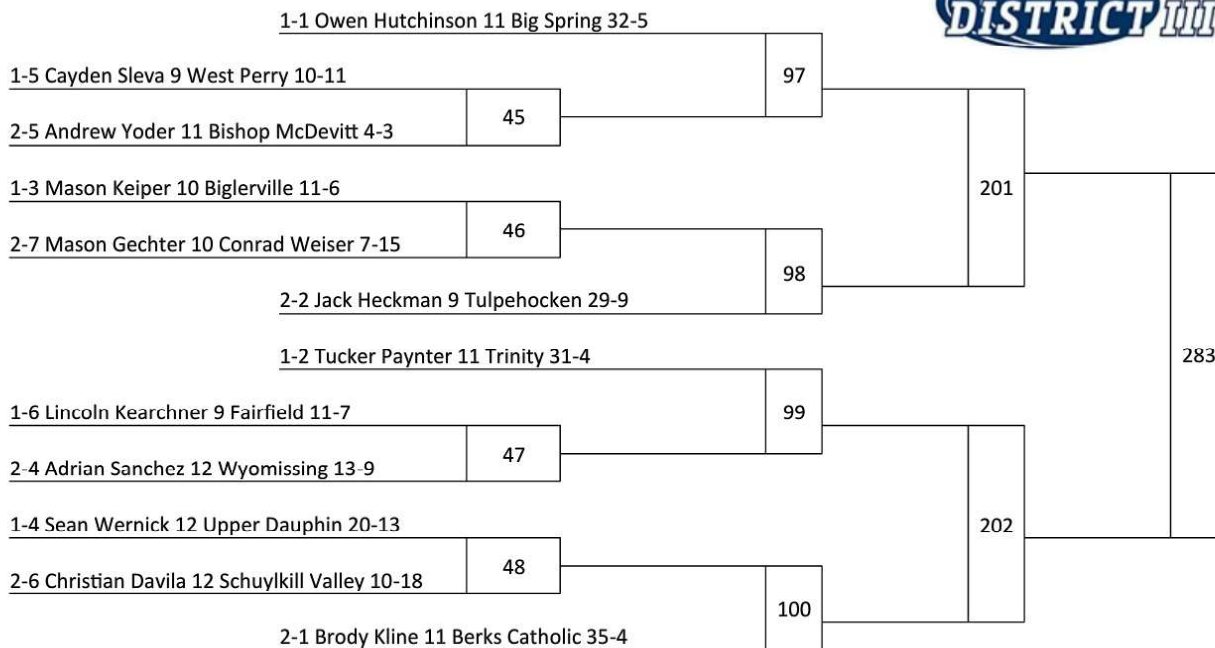 DISTRICT III
1-1 Owen Hutchinson 11 Big Spring 32-5
97
1-5 Cayden Sleva 9 West Perry 10-11
45
2-5 Andrew Yoder 11 Bishop McDevitt 4-3
1-3 Mason Keiper 10 Biglerville 11-6
201
46
2-7 Mason Gechter 10 Conrad Weiser 7-15
98
2-2 Jack Heckman 9 Tulpehocken 29-9
1-2 Tucker Paynter 11 Trinity 31-4
283
1-6 Lincoln Kearchner 9 Fairfield 11-7
99
47
2-4 Adrian Sanchez 12 Wyomissing 13-9
1-4 Sean Wernick 12 Upper Dauphin 20-13
202
48
2-6 Christian Davila 12 Schuylkill Valley 10-18
100
2-1 Brody Kline 11 Berks Catholic 35-4